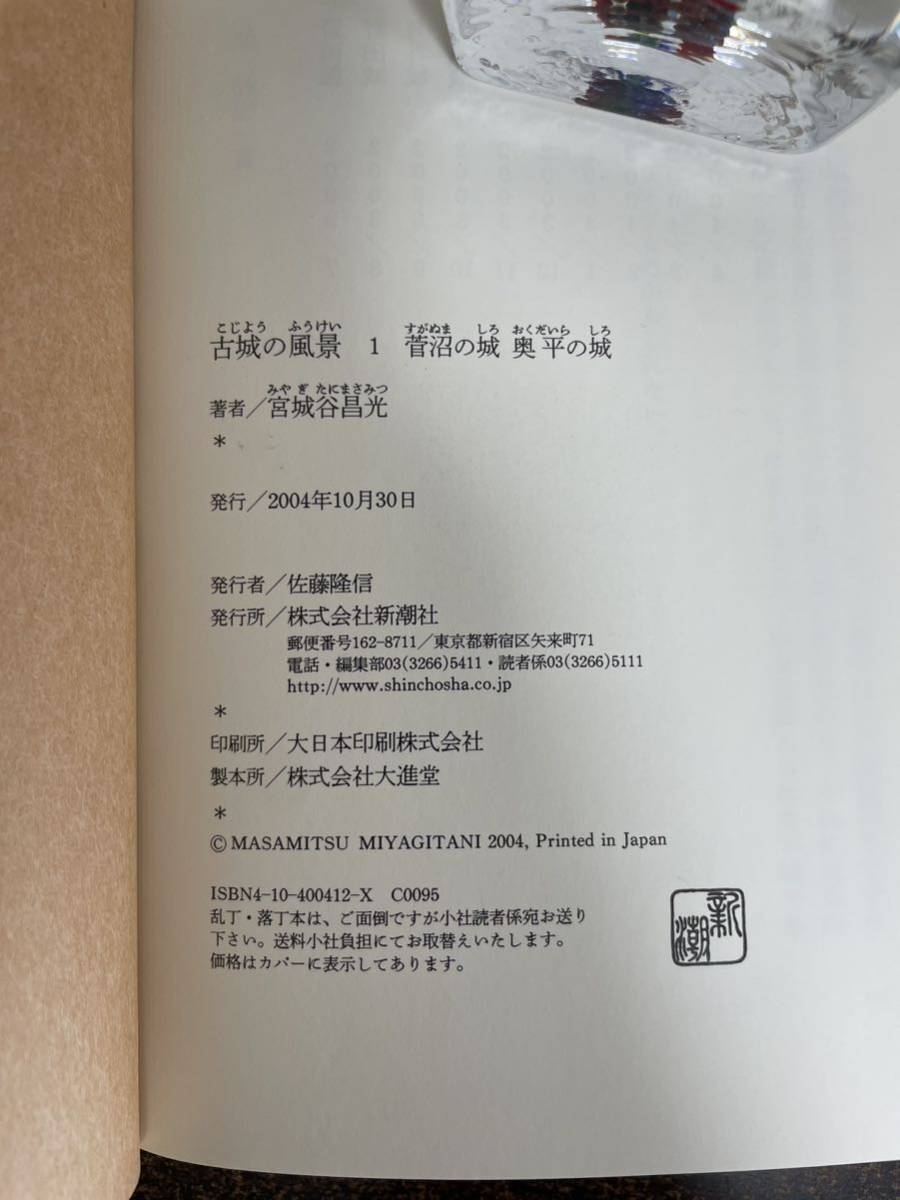 こじよう ふうけい すがぬま しろ おくだいら しろ
古城の風景 1 菅沼の城 奥平の城
みやぎたにまさみつ
著者／宮城谷昌光
＊
発行／2004年10月30日
発行者／佐藤隆信
発行所／株式会社新潮社
郵便番号162-8711／東京都新宿区矢来町71
電話・編集部03(3266)5411・読者係03(3266)5111
http://www.shinchosha.co.jp
＊
印刷所／大日本印刷株式会社
製本所／株式会社大進堂
＊
©MASAMITSU MIYAGITANI 2004, Printed in Japan
ISBN4-10-400412-X C0095
乱丁・落丁本は、ご面倒ですが小社読者係宛お送り
下さい。送料小社負担にてお取替えいたします。
価格はカバーに表示してあります。
新潮